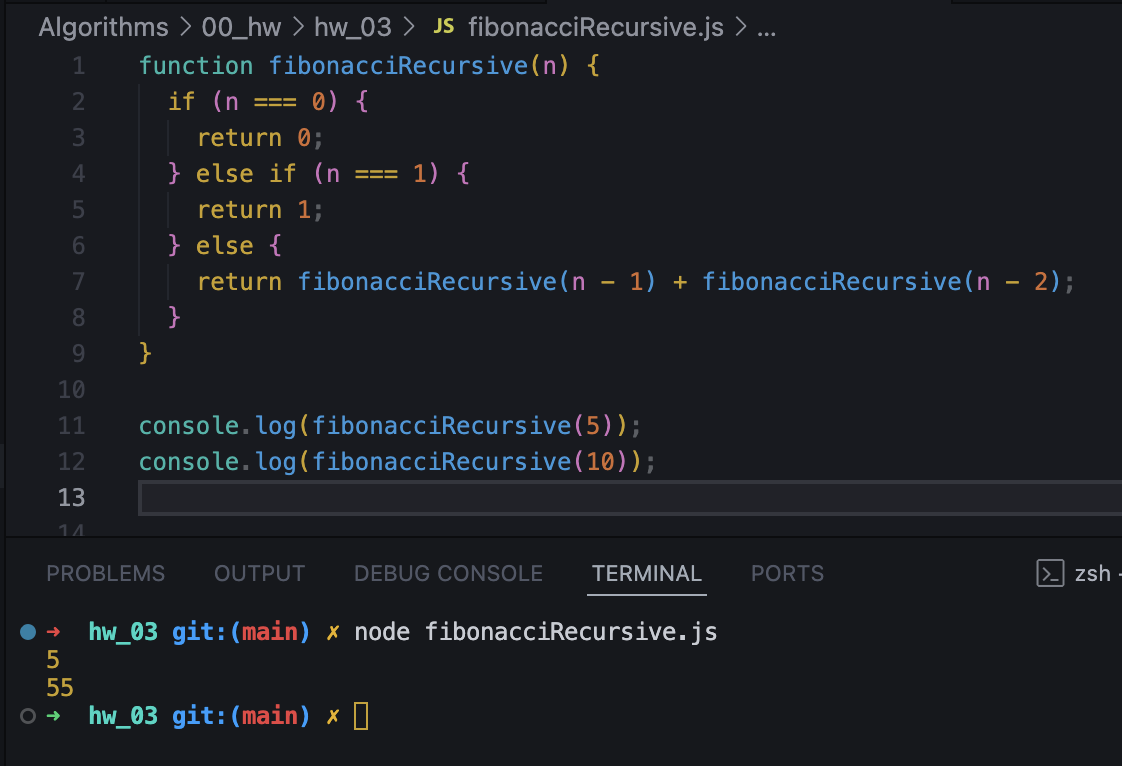 Algorithms > 00_hw > hw_03 > JS fibonacciRecursive.js > ...
1 function fibonacciRecursive(n) {
2   if (n === 0) {
3     return 0;
4   } else if (n === 1) {
5     return 1;
6   } else {
7     return fibonacciRecursive(n - 1) + fibonacciRecursive(n - 2);
8   }
9 }
10
11 console.log(fibonacciRecursive(5));
12 console.log(fibonacciRecursive(10));
13
14
PROBLEMS OUTPUT DEBUG CONSOLE TERMINAL PORTS zsh -
➜ hw_03 git:(main) ✗ node fibonacciRecursive.js
5
55
➜ hw_03 git:(main) ✗